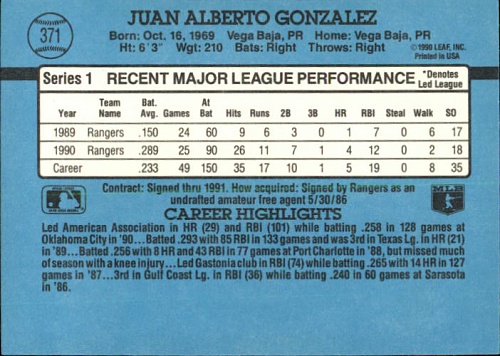 371
JUAN ALBERTO GONZALEZ
Born: Oct. 16, 1969 Vega Baja, PR Home: Vega Baja, PR
Ht: 6'3" Wgt: 210 Bats: Right Throws: Right
©1990 LEAF, INC.
Printed in USA
Series 1 RECENT MAJOR LEAGUE PERFORMANCE *Denotes Led League
Year Team Name Bat. Avg. Games At Bat Hits Runs 2B 3B HR RBI Steal Walk SO
1989 Rangers .150 24 60 9 6 3 0 1 7 0 6 17
1990 Rangers .289 25 90 26 11 7 1 4 12 0 2 18
Career .233 49 150 35 17 10 1 5 19 0 8 35
Contract: Signed thru 1991. How acquired: Signed by Rangers as an
undrafted amateur free agent 5/30/86
CAREER HIGHLIGHTS
Led American Association in HR (29) and RBI (101) while batting .258 in 128 games at
Oklahoma City in '90...Batted .293 with 85 RBI in 133 games and was 3rd in Texas Lg. in HR (21)
in '89...Batted .256 with 8 HR and 43 RBI in 77 games at Port Charlotte in '88, but missed much
of season with a knee injury...Led Gastonia club in RBI (74) while batting .265 with 14 HR in 127
games in '87...3rd in Gulf Coast Lg. in RBI (36) while batting .240 in 60 games at Sarasota
in '86.
MLB